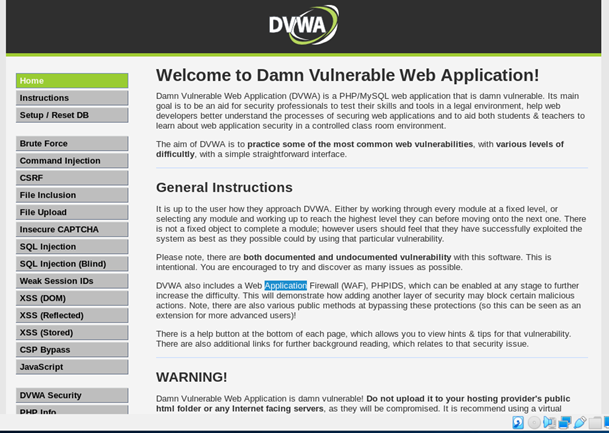 DVWA
Home
Instructions
Setup / Reset DB
Brute Force
Command Injection
CSRF
File Inclusion
File Upload
Insecure CAPTCHA
SQL Injection
SQL Injection (Blind)
Weak Session IDs
XSS (DOM)
XSS (Reflected)
XSS (Stored)
CSP Bypass
JavaScript
DVWA Security
PHP Info
Welcome to Damn Vulnerable Web Application!
Damn Vulnerable Web Application (DVWA) is a PHP/MySQL web application that is damn vulnerable. Its main
goal is to be an aid for security professionals to test their skills and tools in a legal environment, help web
developers better understand the processes of securing web applications and to aid both students & teachers to
learn about web application security in a controlled class room environment.
The aim of DVWA is to practice some of the most common web vulnerabilities, with various levels of
difficultly, with a simple straightforward interface.
General Instructions
It is up to the user how they approach DVWA. Either by working through every module at a fixed level, or
selecting any module and working up to reach the highest level they can before moving onto the next one. There
is not a fixed object to complete a module; however users should feel that they have successfully exploited the
system as best as they possible could by using that particular vulnerability.
Please note, there are both documented and undocumented vulnerability with this software. This is
intentional. You are encouraged to try and discover as many issues as possible.
DVWA also includes a Web Application Firewall (WAF), PHPIDS, which can be enabled at any stage to further
increase the difficulty. This will demonstrate how adding another layer of security may block certain malicious
actions. Note, there are also various public methods at bypassing these protections (so this can be seen as an
extension for more advanced users)!
There is a help button at the bottom of each page, which allows you to view hints & tips for that vulnerability.
There are also additional links for further background reading, which relates to that security issue.
WARNING!
Damn Vulnerable Web Application is damn vulnerable! Do not upload it to your hosting provider's public
html folder or any Internet facing servers, as they will be compromised. It is recommend using a virtual